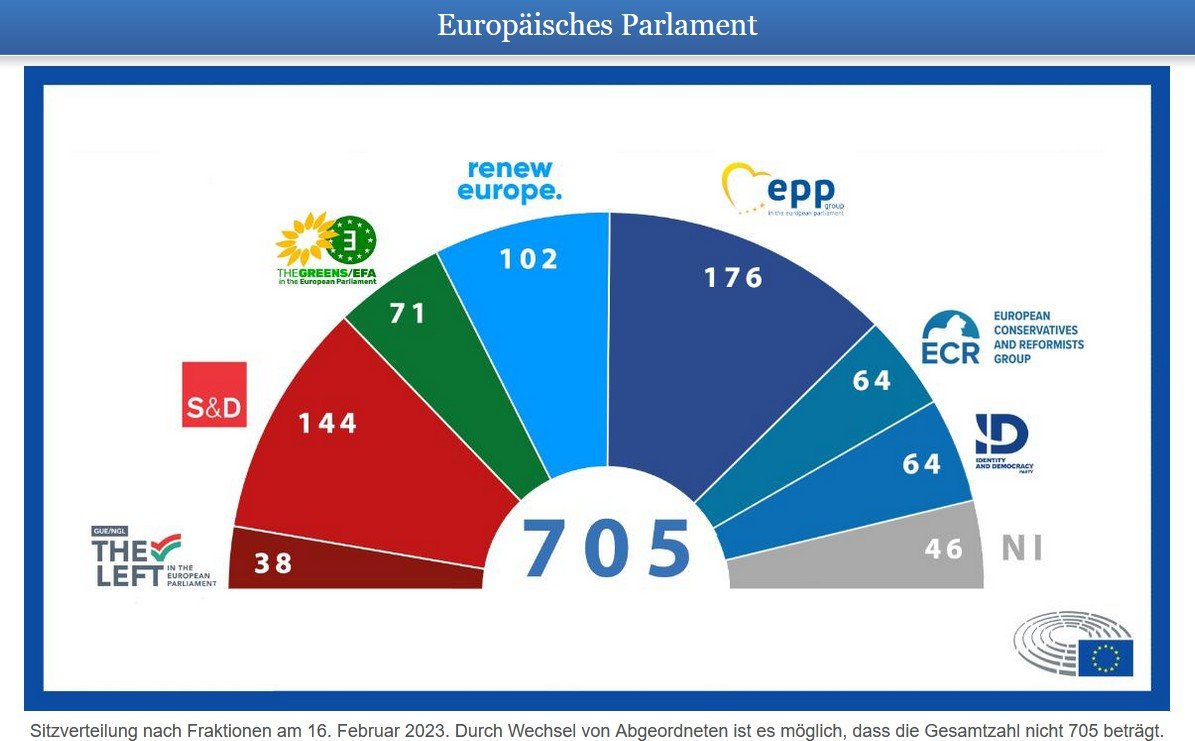 Europäisches Parlament
renew
europe.
epp
group
in the european parliament
THEGREENS/EFA
in the European Parliament
102
176
71
EUROPEAN
CONSERVATIVES
AND REFORMISTS
GROUP
ECR
64
S&D
144
ID
IDENTITY
AND DEMOCRACY
PARTY
64
GUE/NGL
THE
LEFT
IN THE
EUROPEAN
PARLIAMENT
38
705
46
NI
Sitzverteilung nach Fraktionen am 16. Februar 2023. Durch Wechsel von Abgeordneten ist es möglich, dass die Gesamtzahl nicht 705 beträgt.